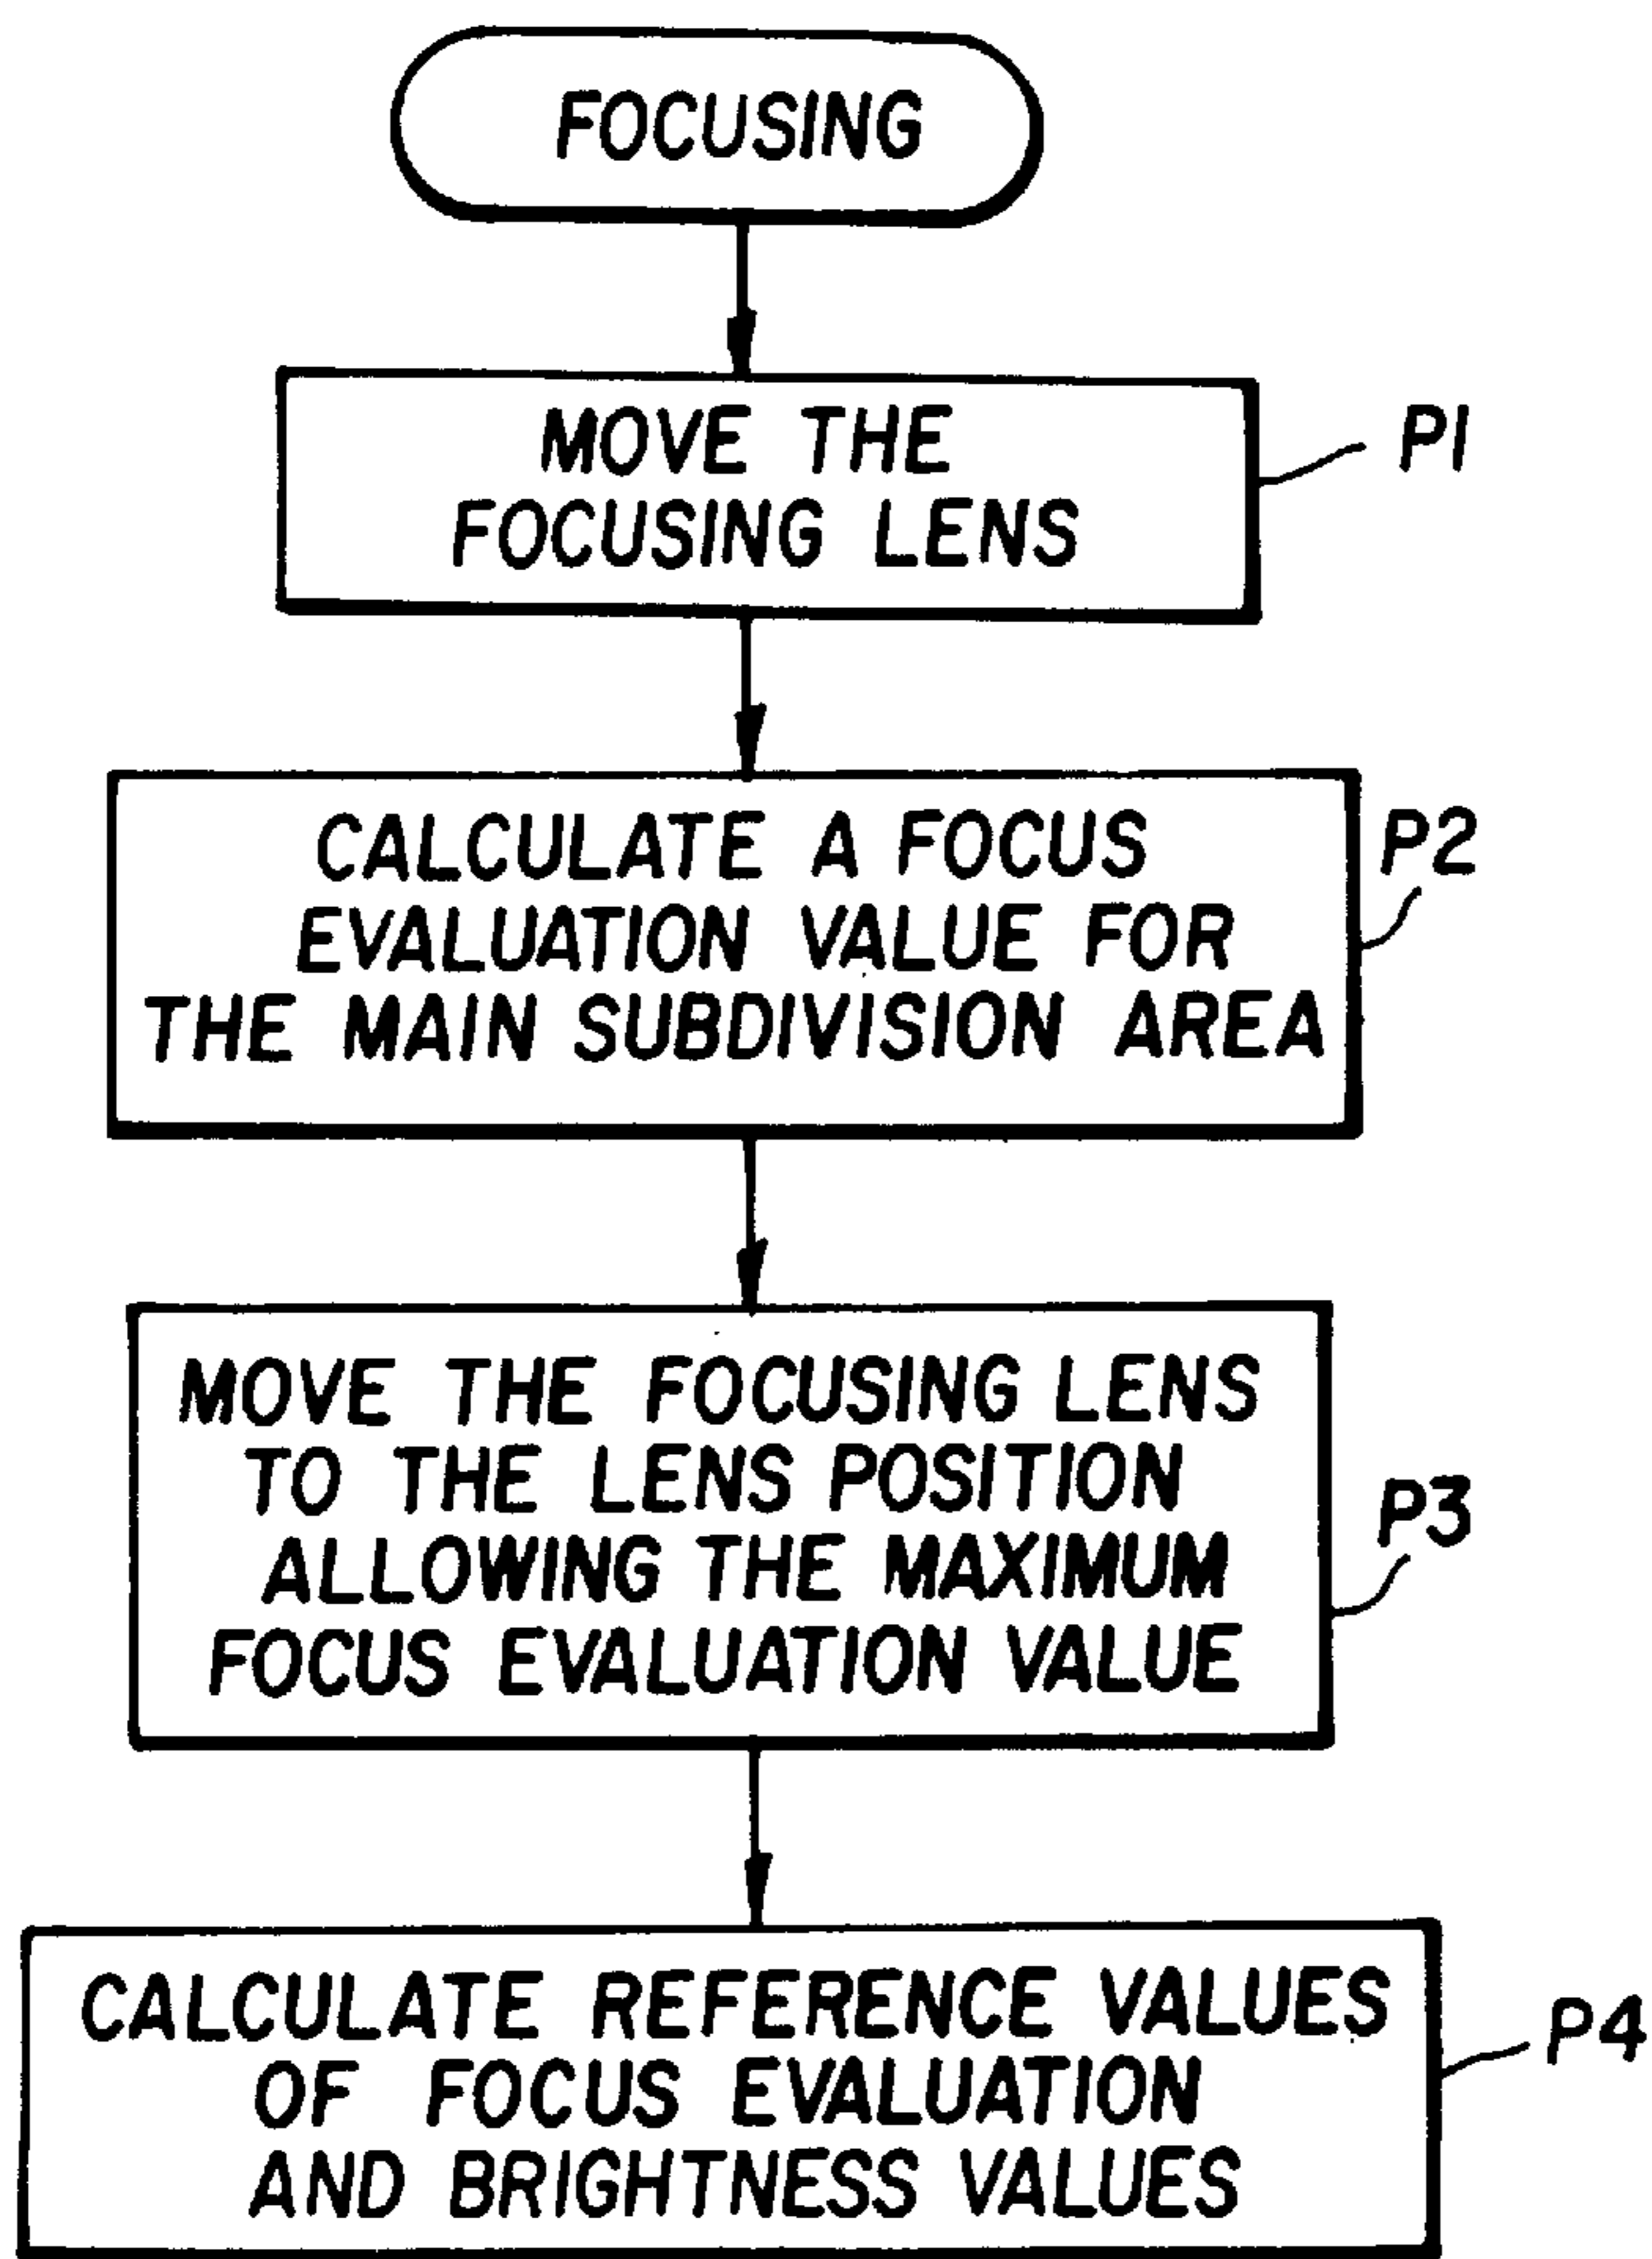 FOCUSING
MOVE THE
FOCUSING LENS
P1
CALCULATE A FOCUS
EVALUATION VALUE FOR
THE MAIN SUBDIVISION AREA
P2
MOVE THE FOCUSING LENS
TO THE LENS POSITION
ALLOWING THE MAXIMUM
FOCUS EVALUATION VALUE
P3
CALCULATE REFERENCE VALUES
OF FOCUS EVALUATION
AND BRIGHTNESS VALUES
P4